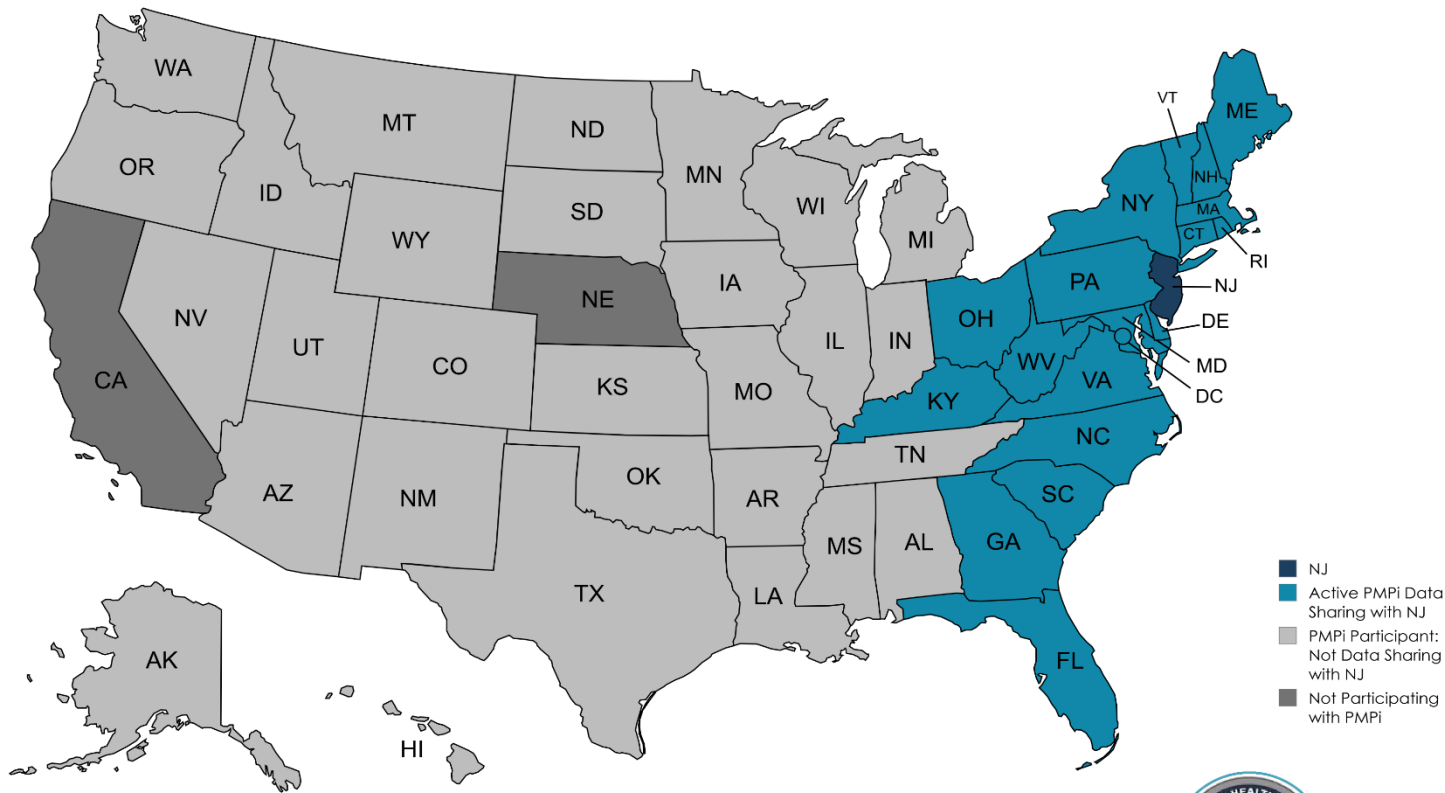 WA
OR
CA
NV
ID
MT
WY
UT
AZ
CO
NM
ND
SD
NE
KS
OK
TX
MN
IA
MO
AR
LA
WI
IL
MI
IN
OH
KY
TN
MS
AL
GA
FL
SC
NC
VA
WV
PA
NY
VT
NH
ME
MA
CT
RI
NJ
DE
MD
DC
AK
HI
NJ
Active PMPi Data
Sharing with NJ
PMPi Participant:
Not Data Sharing
with NJ
Not Participating
with PMPi
HEALTH